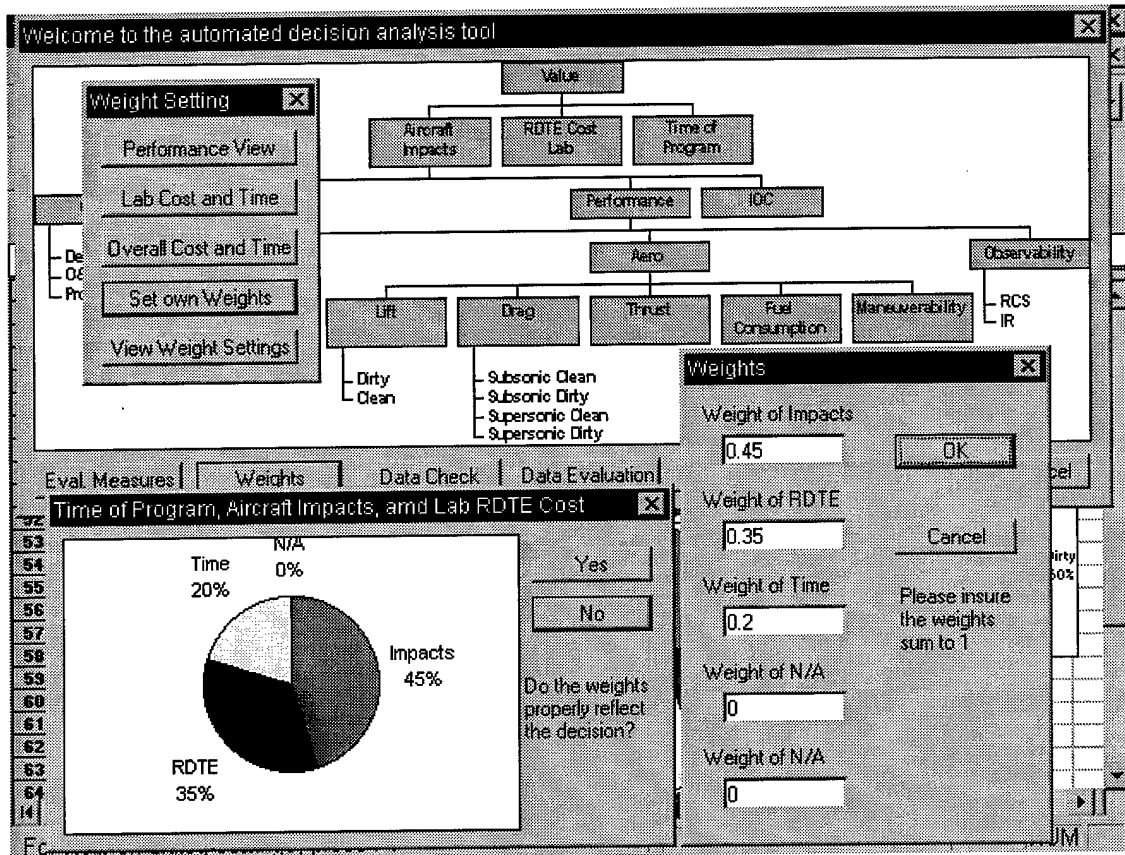 Welcome to the automated decision analysis tool
Value
Aircraft
Impacts
RDTE Cost
Lab
Time of
Program
Performance
IOC
Aero
Observability
RCS
IR
Lift
Drag
Thrust
Fuel
Consumption
Maneuverability
Dirty
Clean
Subsonic Clean
Subsonic Dirty
Supersonic Clean
Supersonic Dirty
Weight Setting
Performance View
Lab Cost and Time
Overall Cost and Time
Set own Weights
View Weight Settings
Eval. Measures
Weights
Data Check
Data Evaluation
Time of Program, Aircraft Impacts, amd Lab RDTE Cost
N/A
0%
Time
20%
Impacts
45%
RDTE
35%
Yes
No
Do the weights
properly reflect
the decision?
Weights
Weight of Impacts
0.45
OK
Weight of RDTE
0.35
Cancel
Weight of Time
0.2
Please insure
the weights
sum to 1
Weight of N/A
0
Weight of N/A
0
53
54
55
56
57
58
59
60
61
62
63
64